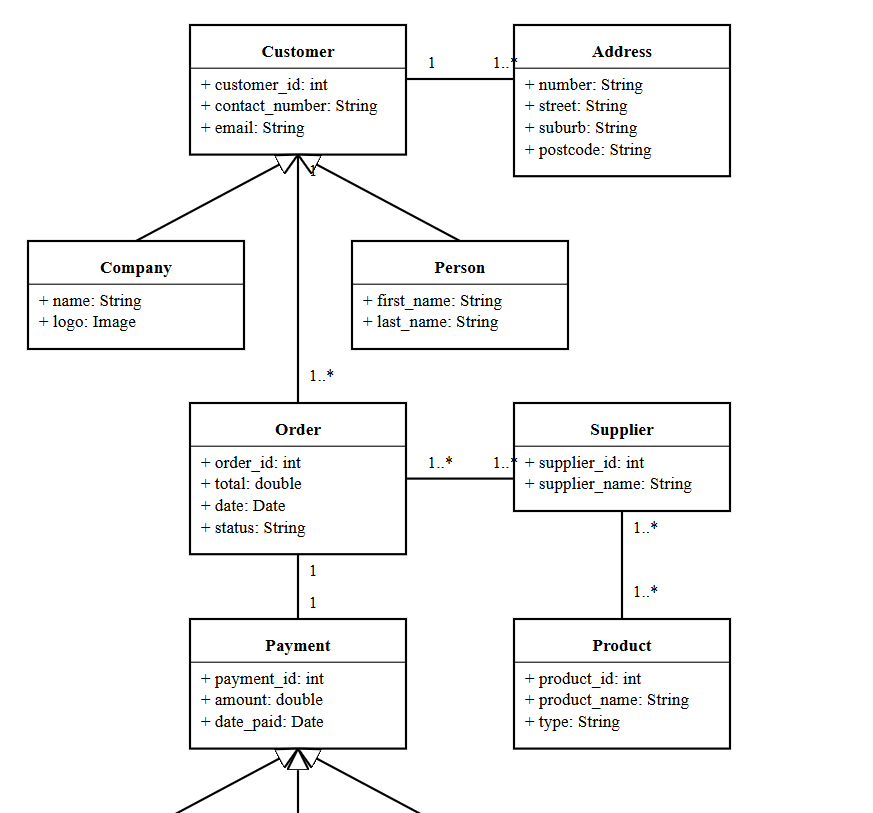 Customer
+ customer_id: int
+ contact_number: String
+ email: String
1
1..*
Address
+ number: String
+ street: String
+ suburb: String
+ postcode: String
1
Company
+ name: String
+ logo: Image
Person
+ first_name: String
+ last_name: String
1..*
Order
+ order_id: int
+ total: double
+ date: Date
+ status: String
1..*
1..*
Supplier
+ supplier_id: int
+ supplier_name: String
1
1
1..*
1..*
Payment
+ payment_id: int
+ amount: double
+ date_paid: Date
Product
+ product_id: int
+ product_name: String
+ type: String